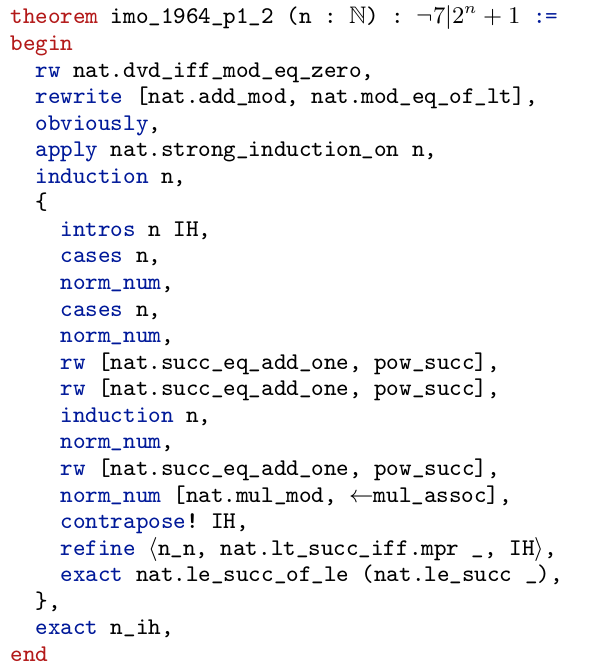 theorem imo_1964_p1_2 (n : ℕ) : ¬7|2ⁿ + 1 :=
begin
  rw nat.dvd_iff_mod_eq_zero,
  rewrite [nat.add_mod, nat.mod_eq_of_lt],
  obviously,
  apply nat.strong_induction_on n,
  induction n,
  {
    intros n IH,
    cases n,
    norm_num,
    cases n,
    norm_num,
    rw [nat.succ_eq_add_one, pow_succ],
    rw [nat.succ_eq_add_one, pow_succ],
    induction n,
    norm_num,
    rw [nat.succ_eq_add_one, pow_succ],
    norm_num [nat.mul_mod, ←mul_assoc],
    contrapose! IH,
    refine ⟨n_n, nat.lt_succ_iff.mpr _, IH⟩,
    exact nat.le_succ_of_le (nat.le_succ _),
  },
  exact n_ih,
end